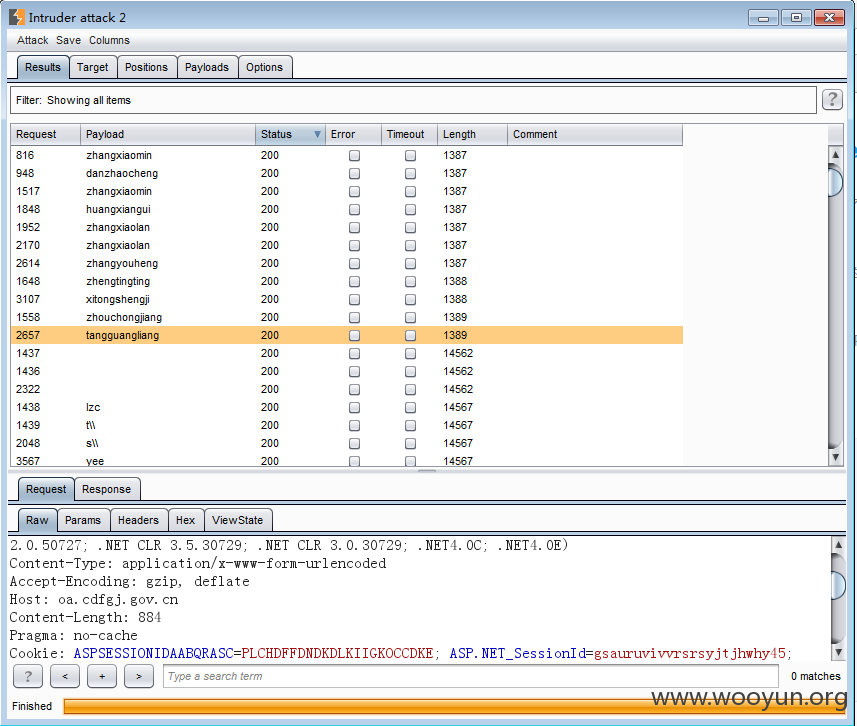 Intruder attack 2
Attack Save Columns
Results Target Positions Payloads Options
Filter: Showing all items ?
Request Payload Status Error Timeout Length Comment
816 zhangxiaomin 200 1387
948 danzhaocheng 200 1387
1517 zhangxiaomin 200 1387
1848 huangxiangui 200 1387
1952 zhangxiaolan 200 1387
2170 zhangxiaolan 200 1387
2614 zhangyouheng 200 1387
1648 zhengtingting 200 1388
3107 xitongshengji 200 1388
1558 zhouchongjiang 200 1389
2657 tangguangliang 200 1389
1437 200 14562
1436 200 14562
2322 200 14562
1438 lzc 200 14567
1439 t\\ 200 14567
2048 s\\ 200 14567
3567 yee 200 14567
Request Response
Raw Params Headers Hex ViewState
2.0.50727; .NET CLR 3.5.30729; .NET CLR 3.0.30729; .NET4.0C; .NET4.0E)
Content-Type: application/x-www-form-urlencoded
Accept-Encoding: gzip, deflate
Host: oa.cdfgj.gov.cn
Content-Length: 884
Pragma: no-cache
Cookie: ASPSESSIONIDAABQRASC=PLCHDFFDNDKDLKIIGKOCCDKE; ASP.NET_SessionId=gsauruvivvrsrsyjtjhwhy45;
? < + > Type a search term 0 matches
Finished
www.wooyun.org